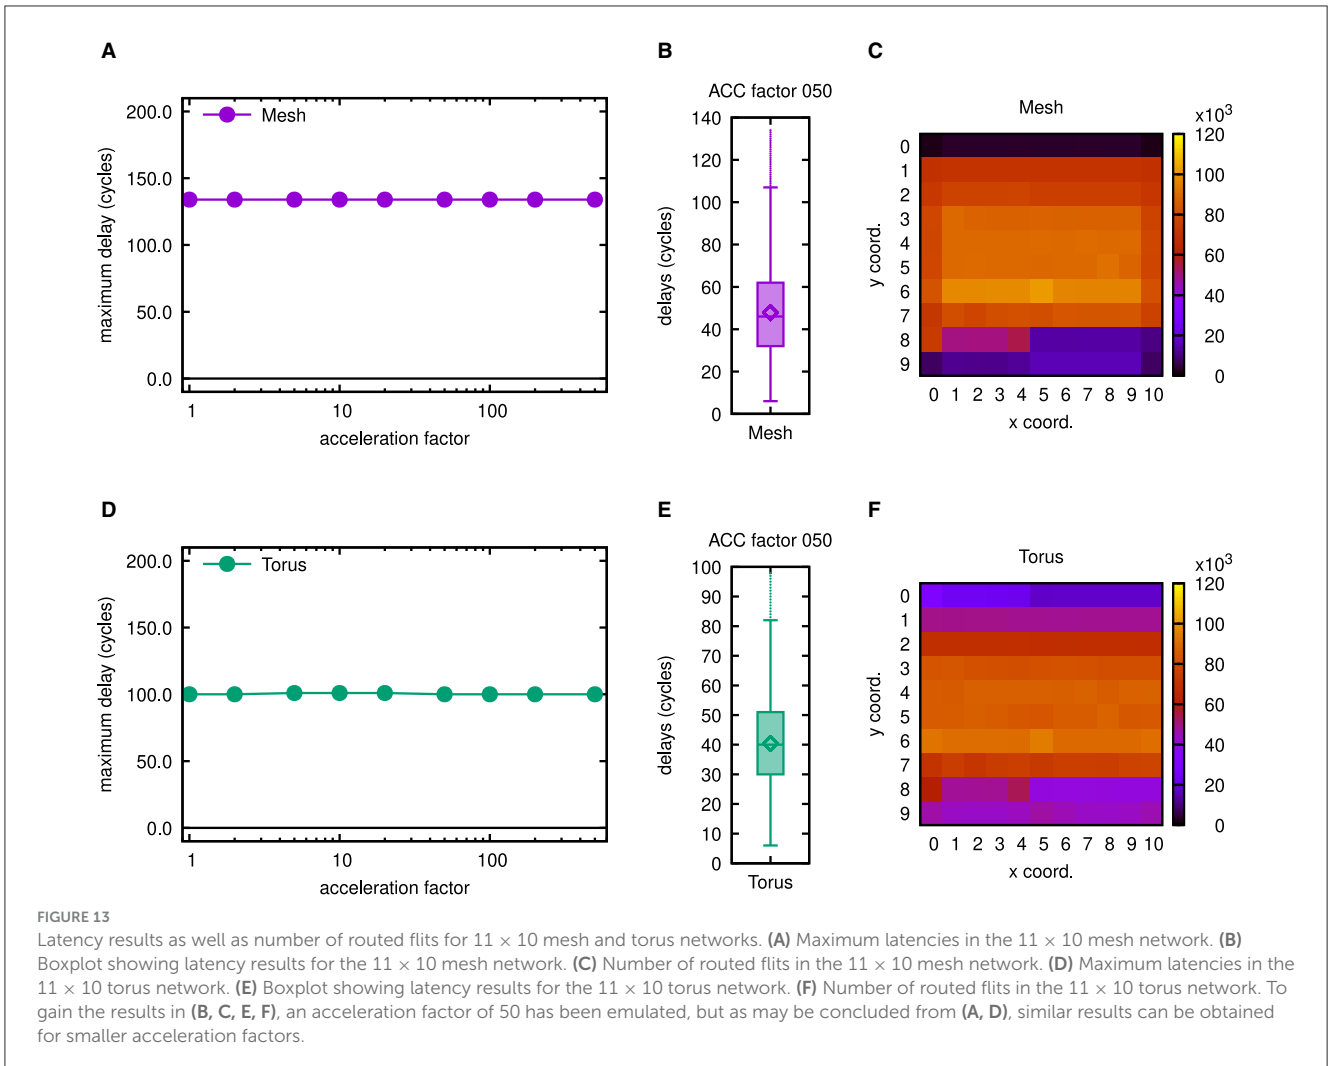 A
B
C
ACC factor 050
Mesh
x10³
200.0
150.0
100.0
50.0
0.0
Mesh
maximum delay (cycles)
1
10
100
acceleration factor
140
120
100
80
60
40
20
0
delays (cycles)
Mesh
0
1
2
3
4
5
6
7
8
9
y coord.
0 1 2 3 4 5 6 7 8 9 10
x coord.
120
100
80
60
40
20
0
D
E
F
ACC factor 050
Torus
x10³
200.0
150.0
100.0
50.0
0.0
Torus
maximum delay (cycles)
1
10
100
acceleration factor
100
90
80
70
60
50
40
30
20
10
0
delays (cycles)
Torus
0
1
2
3
4
5
6
7
8
9
y coord.
0 1 2 3 4 5 6 7 8 9 10
x coord.
120
100
80
60
40
20
0
FIGURE 13
Latency results as well as number of routed flits for 11 × 10 mesh and torus networks. (A) Maximum latencies in the 11 × 10 mesh network. (B)
Boxplot showing latency results for the 11 × 10 mesh network. (C) Number of routed flits in the 11 × 10 mesh network. (D) Maximum latencies in the
11 × 10 torus network. (E) Boxplot showing latency results for the 11 × 10 torus network. (F) Number of routed flits in the 11 × 10 torus network. To
gain the results in (B, C, E, F), an acceleration factor of 50 has been emulated, but as may be concluded from (A, D), similar results can be obtained
for smaller acceleration factors.